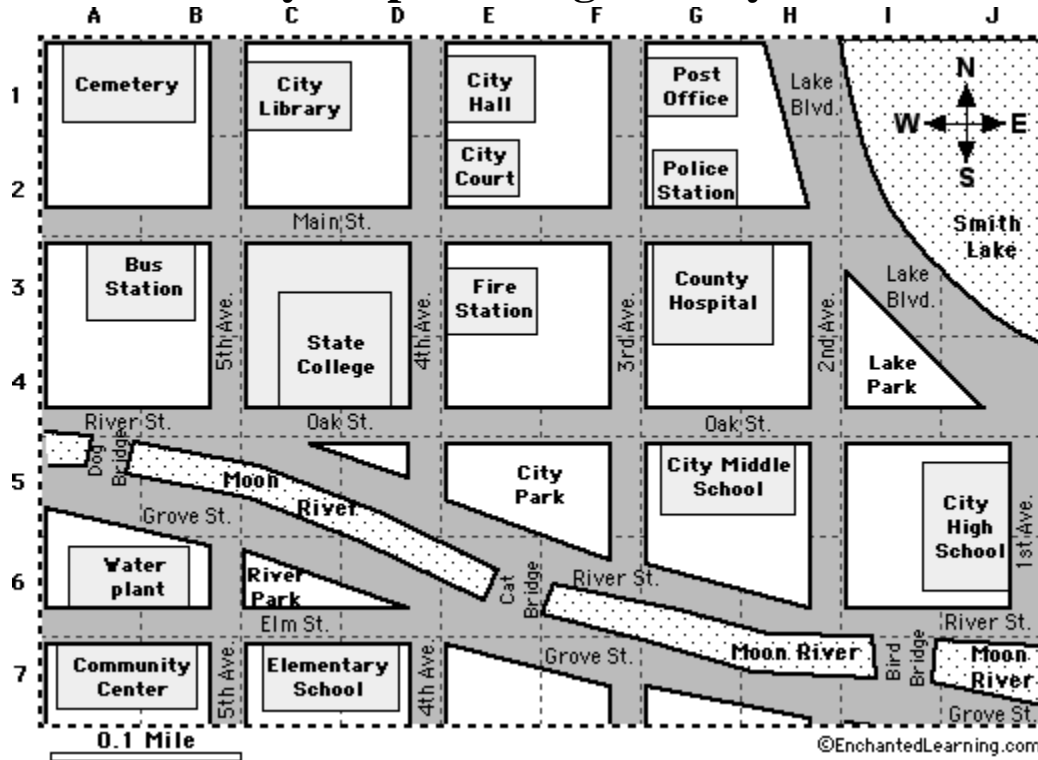 A B C D E F G H I J
1
Cemetery
City
Library
City
Hall
Post
Office
Lake
Blvd.
N
W E
S
2
City
Court
Police
Station
Main St.
Smith
Lake
3
Bus
Station
5th Ave.
State
College
4th Ave.
Fire
Station
3rd Ave.
County
Hospital
2nd Ave.
Lake
Blvd.
4
Lake
Park
River St.
Oak St.
Oak St.
5
Dog
Bridge
Moon
River
City
Park
City Middle
School
City
High
School
1st Ave.
Grove St.
6
Water
plant
River
Park
Cat
Bridge
River St.
Elm St.
River St.
7
Community
Center
5th Ave.
Elementary
School
4th Ave.
Grove St.
Moon River
Bird
Bridge
Moon
River
Grove St.
0.1 Mile
©EnchantedLearning.com